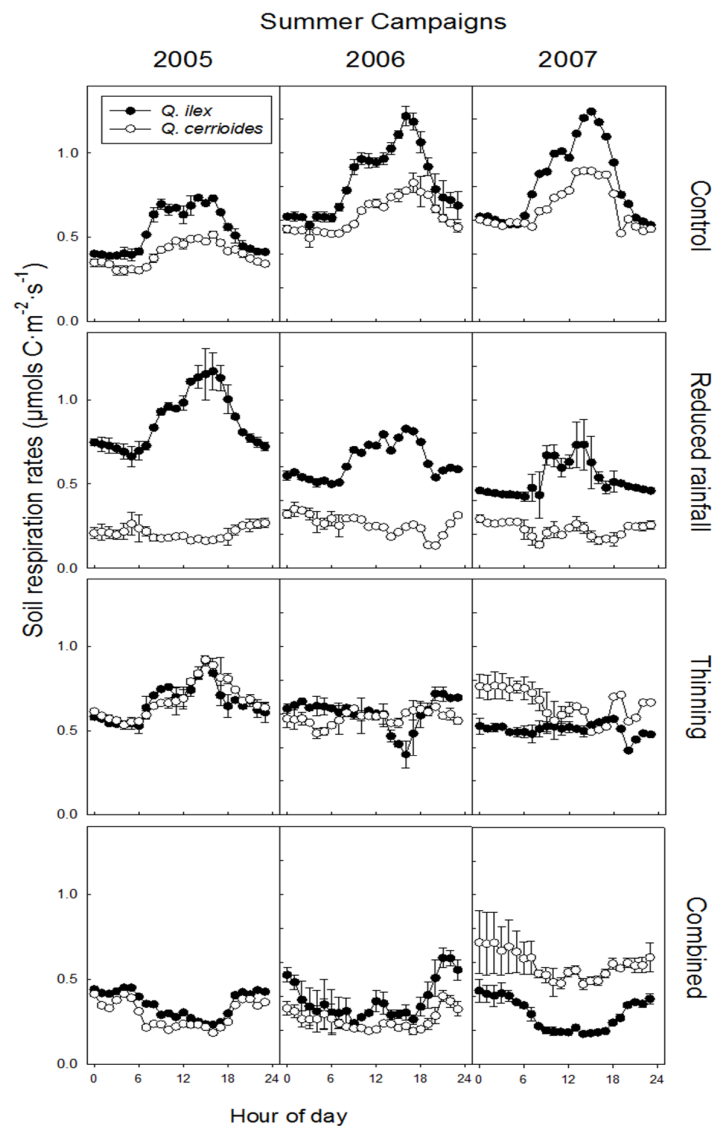 Summer Campaigns
2005 2006 2007
Q. ilex
Q. cerrioides
1.0
0.5
0.0
Control
1.0
0.5
0.0
Reduced rainfall
1.0
0.5
0.0
Thinning
1.0
0.5
0.0
Combined
Soil respiration rates (µmols C·m-2·s-1)
0 6 12 18 24 0 6 12 18 24 0 6 12 18 24
Hour of day